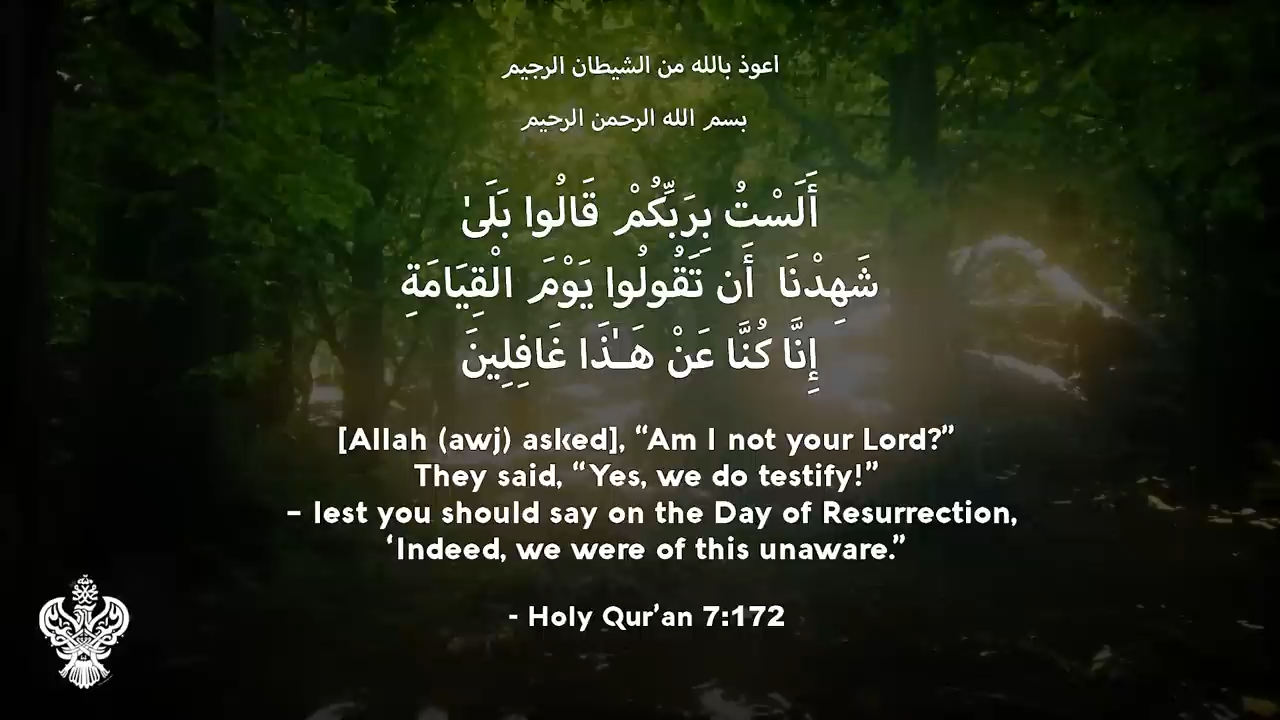 اعوذ بالله من الشيطان الرجيم
بسم الله الرحمن الرحيم
أَلَسْتُ بِرَبِّكُمْ قَالُوا بَلَىٰ
شَهِدْنَا أَن تَقُولُوا يَوْمَ الْقِيَامَةِ
إِنَّا كُنَّا عَنْ هَـٰذَا غَافِلِينَ
[Allah (awj) asked], “Am I not your Lord?”
They said, “Yes, we do testify!”
– lest you should say on the Day of Resurrection,
‘Indeed, we were of this unaware.”
- Holy Qur’an 7:172